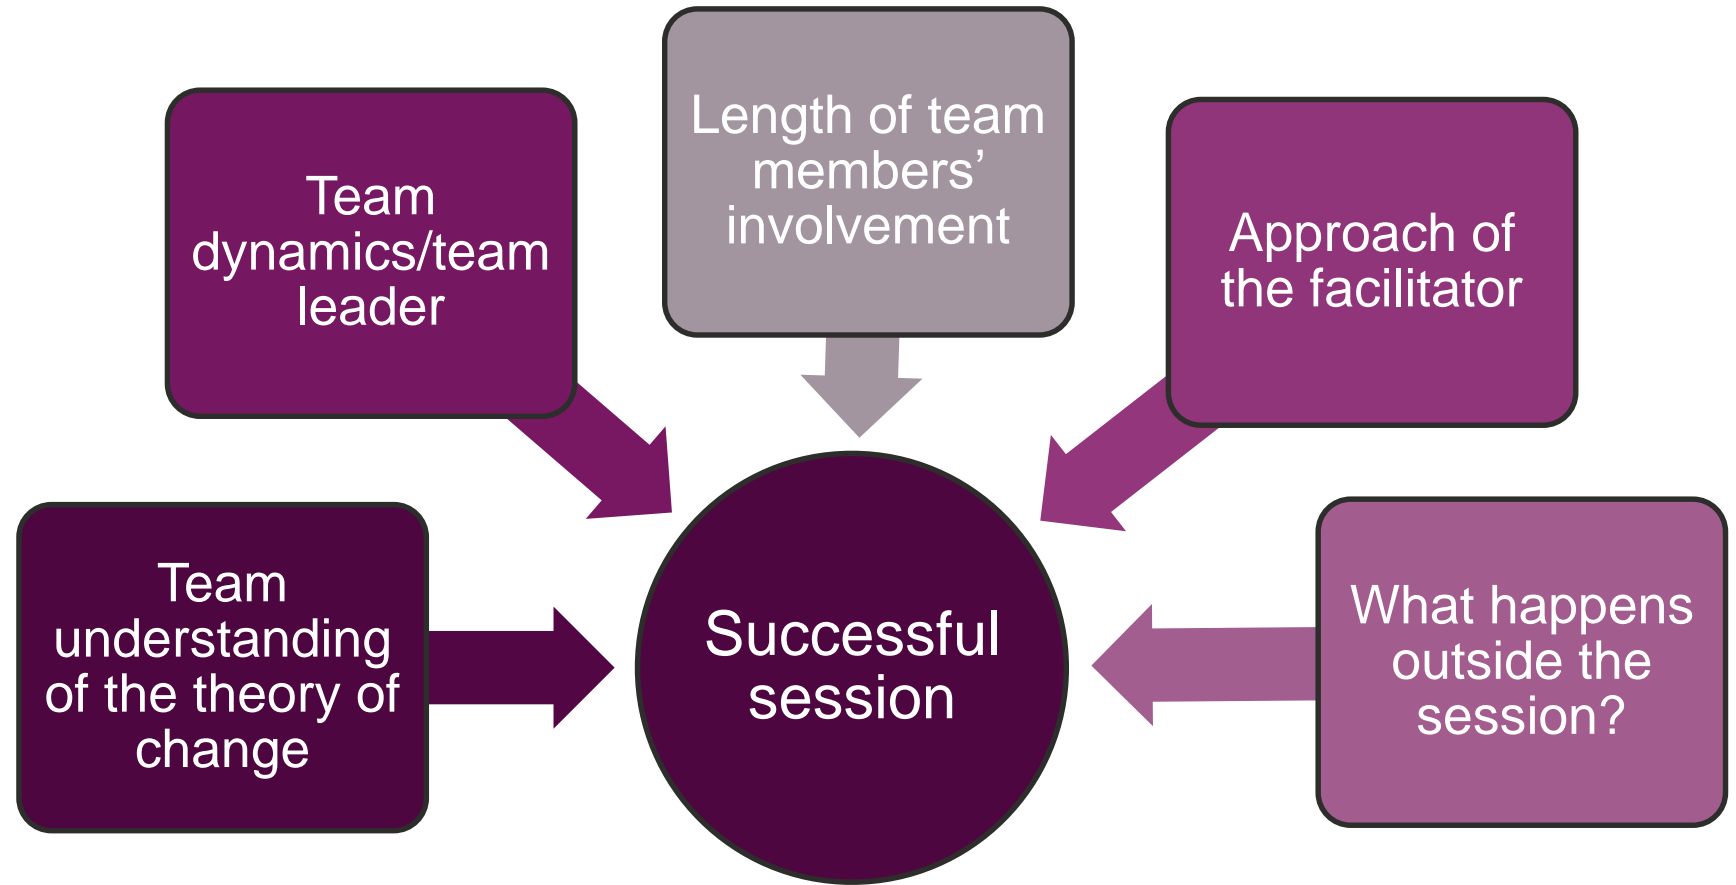 Length of team
members’
involvement
Team
dynamics/team
leader
Approach of
the facilitator
Team
understanding
of the theory of
change
Successful
session
What happens
outside the
session?